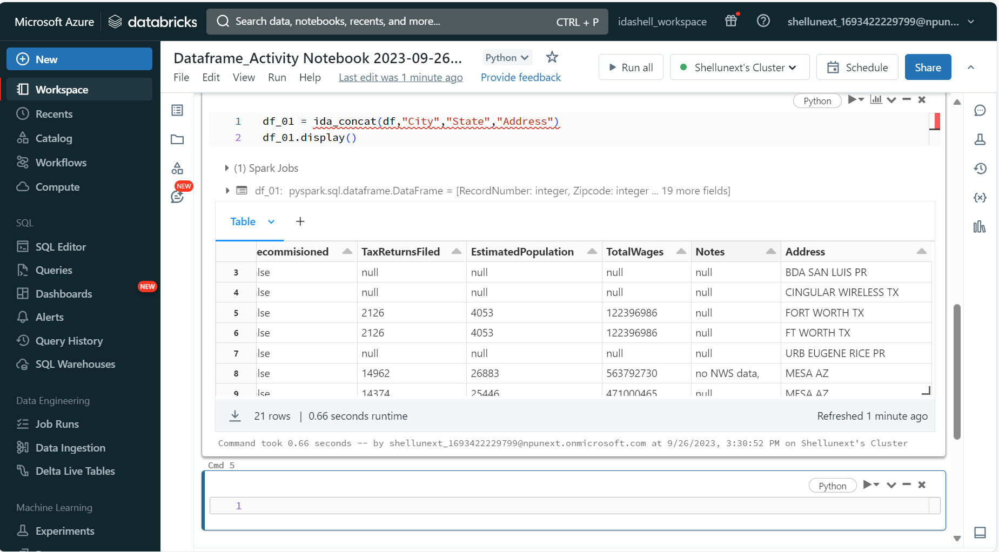 Microsoft Azure databricks Search data, notebooks, recents, and more... CTRL + P idashell_workspace shellunext_1693422229799@npun...
New
Workspace
Recents
Catalog
Workflows
Compute
SQL
SQL Editor
Queries
Dashboards NEW
Alerts
Query History
SQL Warehouses
Data Engineering
Job Runs
Data Ingestion
Delta Live Tables
Machine Learning
Experiments
Dataframe_Activity Notebook 2023-09-26... Python
Run all Shellunext's Cluster Schedule Share
File Edit View Run Help Last edit was 1 minute ago Provide feedback
NEW
Python
1 df_01 = ida_concat(df,"City","State","Address")
2 df_01.display()
(1) Spark Jobs
df_01: pyspark.sql.dataframe.DataFrame = [RecordNumber: integer, Zipcode: integer ... 19 more fields]
Table +
ecommisioned TaxReturnsFiled EstimatedPopulation TotalWages Notes Address
3 lse null null null null BDA SAN LUIS PR
4 lse null null null null CINGULAR WIRELESS TX
5 lse 2126 4053 122396986 null FORT WORTH TX
6 lse 2126 4053 122396986 null FT WORTH TX
7 lse null null null null URB EUGENE RICE PR
8 lse 14962 26883 563792730 no NWS data, MESA AZ
9 lse 14374 25446 471000465 null MESA AZ
21 rows | 0.66 seconds runtime Refreshed 1 minute ago
Command took 0.66 seconds -- by shellunext_1693422229799@npunext.onmicrosoft.com at 9/26/2023, 3:30:52 PM on Shellunext's Cluster
Cmd 5
Python
1